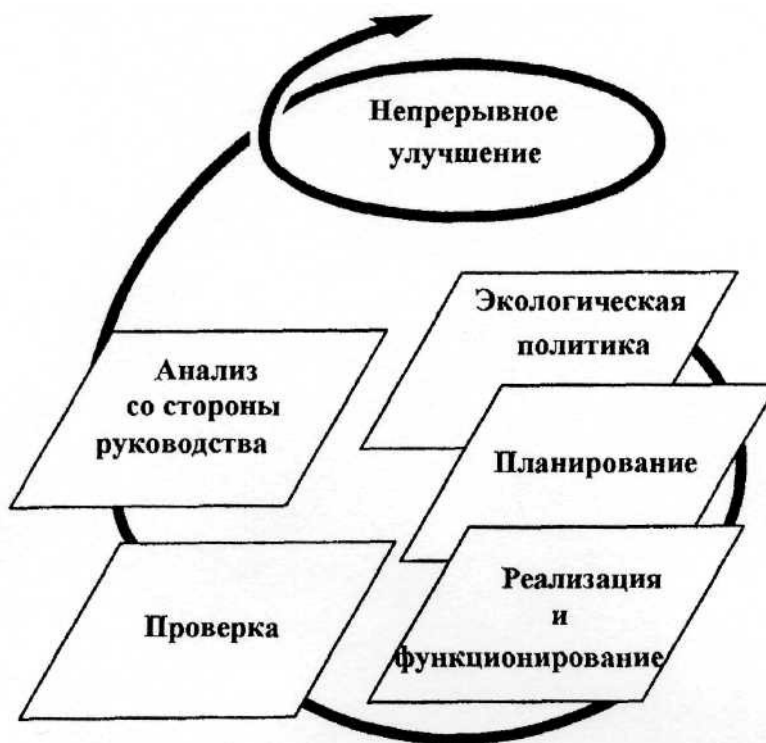 Непрерывное
улучшение
Экологическая
политика
Анализ
со стороны
руководства
Планирование
Реализация
и
функционирование
Проверка